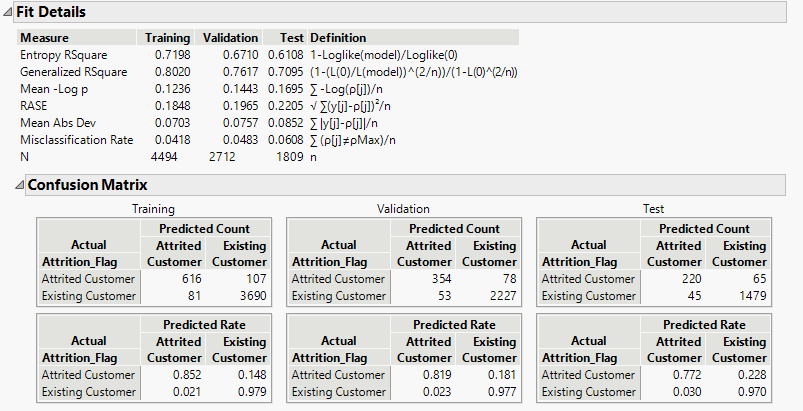 Fit Details
Measure Training Validation Test Definition
Entropy RSquare 0.7198 0.6710 0.6108 1-Loglike(model)/Loglike(0)
Generalized RSquare 0.8020 0.7617 0.7095 (1-(L(0)/L(model))^(2/n))/(1-L(0)^(2/n))
Mean -Log p 0.1236 0.1443 0.1695 ∑ -Log(ρ[j])/n
RASE 0.1848 0.1965 0.2205 √ ∑(y[j]-ρ[j])²/n
Mean Abs Dev 0.0703 0.0757 0.0852 ∑ |y[j]-ρ[j]|/n
Misclassification Rate 0.0418 0.0483 0.0608 ∑ (ρ[j]≠ρMax)/n
N 4494 2712 1809 n
Confusion Matrix
Training Validation Test
Predicted Count Predicted Count Predicted Count
Actual Attrited Existing Actual Attrited Existing Actual Attrited Existing
Attrition_Flag Customer Customer Attrition_Flag Customer Customer Attrition_Flag Customer Customer
Attrited Customer 616 107 Attrited Customer 354 78 Attrited Customer 220 65
Existing Customer 81 3690 Existing Customer 53 2227 Existing Customer 45 1479
Predicted Rate Predicted Rate Predicted Rate
Actual Attrited Existing Actual Attrited Existing Actual Attrited Existing
Attrition_Flag Customer Customer Attrition_Flag Customer Customer Attrition_Flag Customer Customer
Attrited Customer 0.852 0.148 Attrited Customer 0.819 0.181 Attrited Customer 0.772 0.228
Existing Customer 0.021 0.979 Existing Customer 0.023 0.977 Existing Customer 0.030 0.970